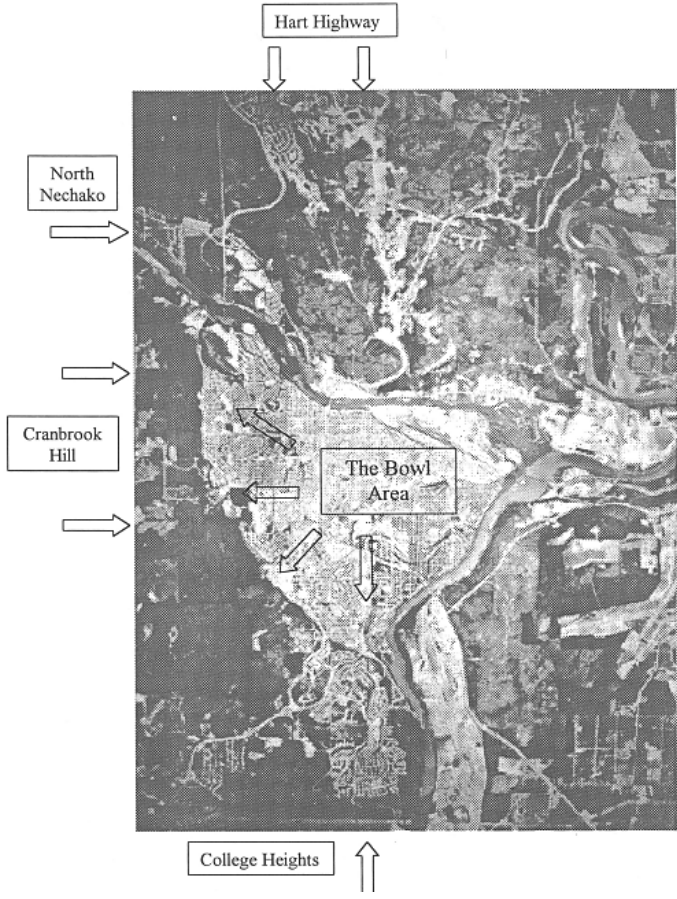 Hart Highway
North
Nechako
Cranbrook
Hill
The Bowl
Area
College Heights